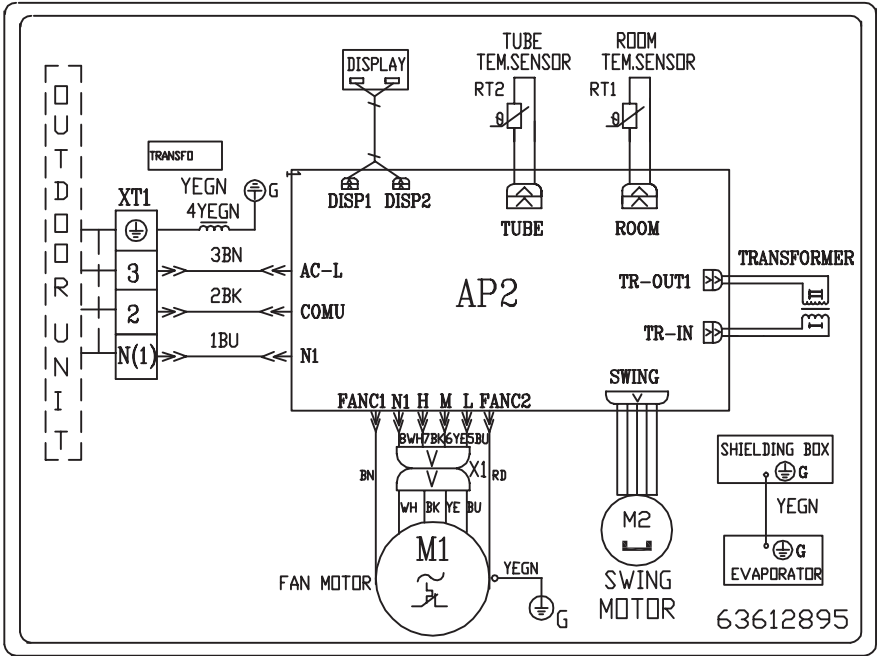 TUBE
TEM.SENSOR
ROOM
TEM.SENSOR
DISPLAY
RT2
RT1
θ
θ
OUTDOOR UNIT
TRANSFO
YEGN
G
4YEGN
XT1
DISP1
DISP2
TUBE
ROOM
3
3BN
AC-L
2
2BK
COMU
N(1)
1BU
N1
AP2
TR-OUT1
TRANSFORMER
II
I
TR-IN
SWING
FANC1 N1 H M L FANC2
8WH 7BK 6YE 5BU
X1
BN
RD
WH BK YE BU
M1
FAN MOTOR
YEGN
G
M2
SWING
MOTOR
SHIELDING BOX
G
YEGN
G
EVAPORATOR
63612895